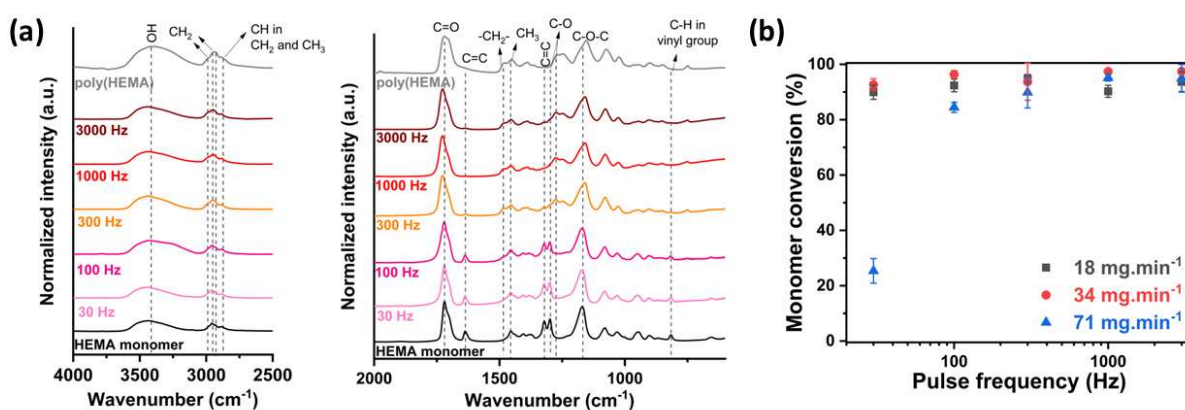 (a)
Normalized intensity (a.u.)
OH
CH2
CH in
CH2 and CH3
poly(HEMA)
3000 Hz
1000 Hz
300 Hz
100 Hz
30 Hz
HEMA monomer
4000 3500 3000 2500
Wavenumber (cm-1)
Normalized intensity (a.u.)
C=O
C=C
-CH2-
CH3
C=C
C-O
C-O-C
C-H in
vinyl group
poly(HEMA)
3000 Hz
1000 Hz
300 Hz
100 Hz
30 Hz
HEMA monomer
2000 1500 1000
Wavenumber (cm-1)
(b)
Monomer conversion (%)
100
80
60
40
20
0
18 mg.min-1
34 mg.min-1
71 mg.min-1
100 1000
Pulse frequency (Hz)